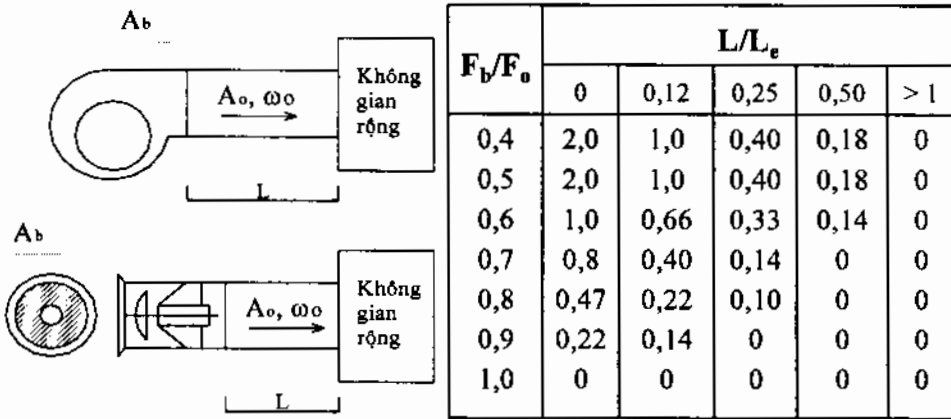 Ab
Ao, ωo
Không
gian
rộng
L
Ab
Ao, ωo
Không
gian
rộng
L
Fb/Fo L/Le
0 0,12 0,25 0,50 > 1
0,4 2,0 1,0 0,40 0,18 0
0,5 2,0 1,0 0,40 0,18 0
0,6 1,0 0,66 0,33 0,14 0
0,7 0,8 0,40 0,14 0 0
0,8 0,47 0,22 0,10 0 0
0,9 0,22 0,14 0 0 0
1,0 0 0 0 0 0